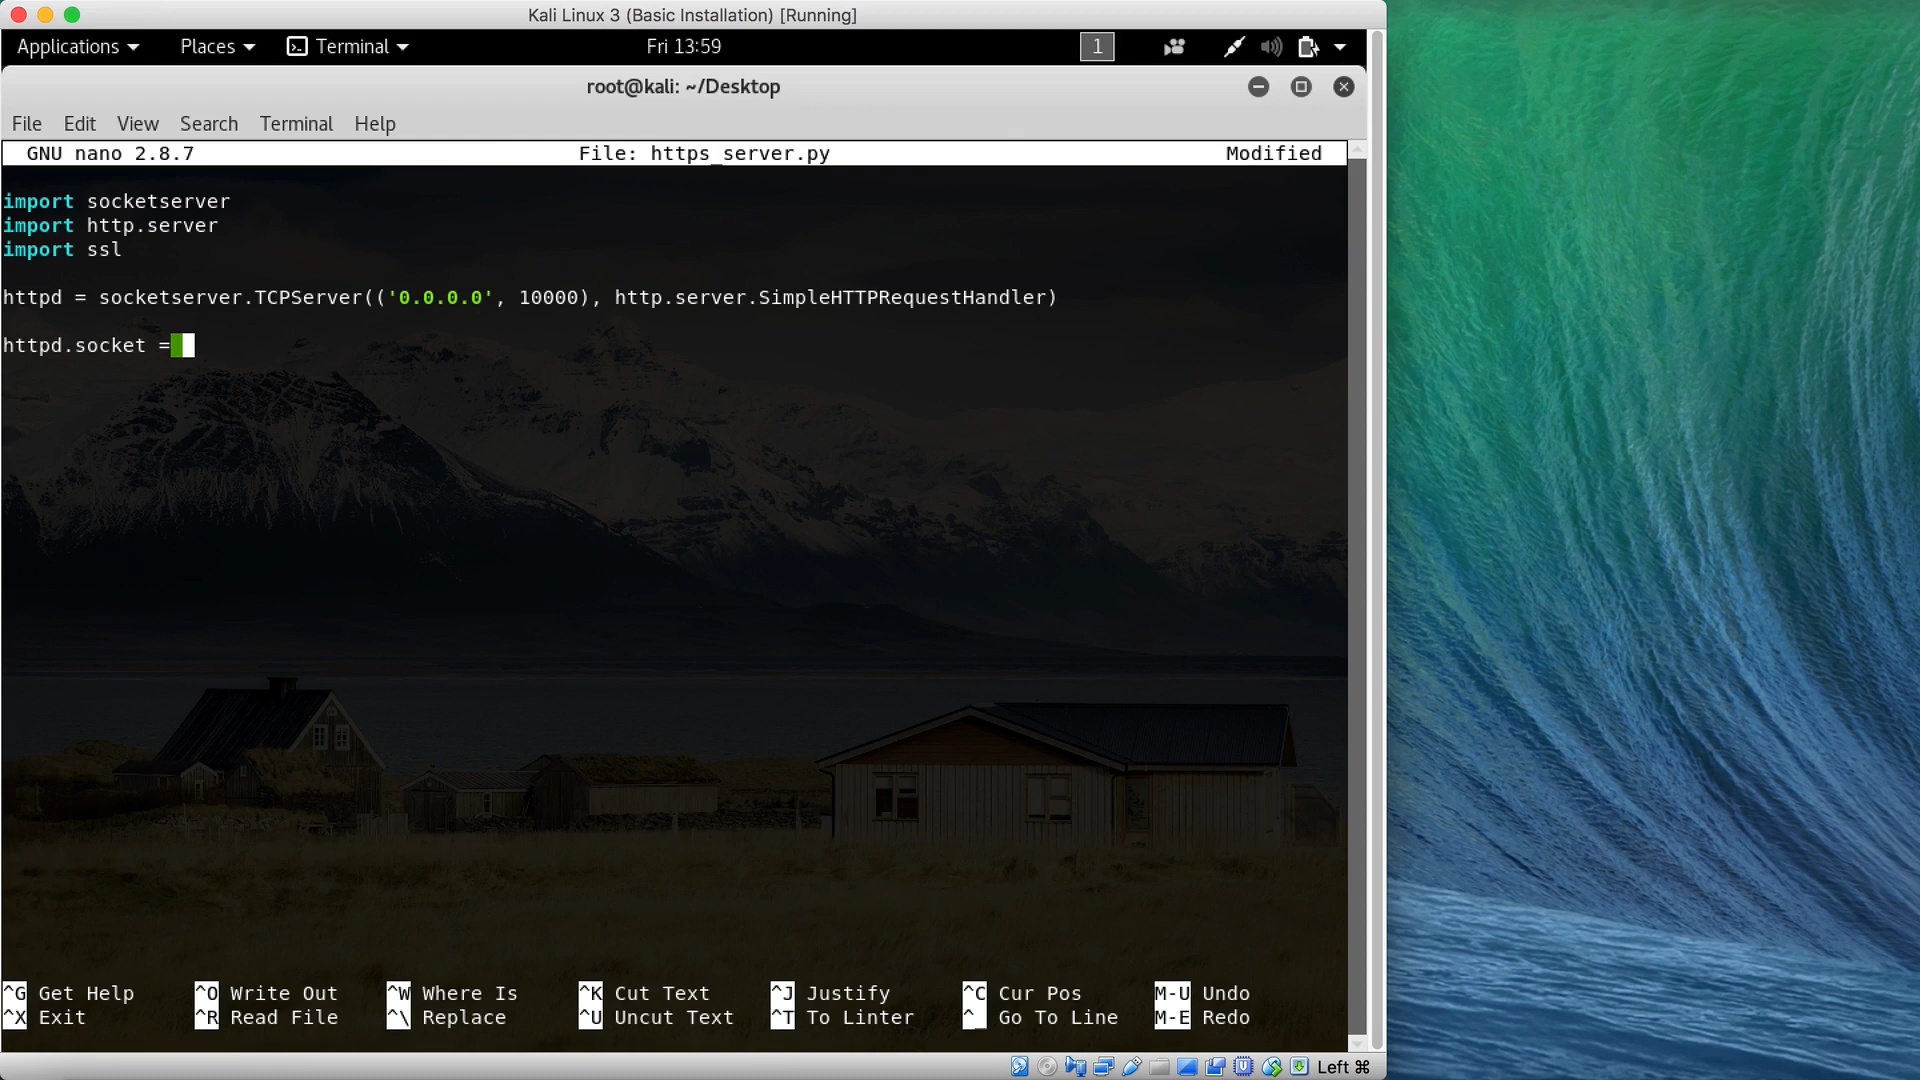 Kali Linux 3 (Basic Installation) [Running]
Applications Places Terminal Fri 13:59 1
root@kali: ~/Desktop
File Edit View Search Terminal Help
GNU nano 2.8.7 File: https_server.py Modified
import socketserver
import http.server
import ssl
httpd = socketserver.TCPServer(('0.0.0.0', 10000), http.server.SimpleHTTPRequestHandler)
httpd.socket =
^G Get Help ^O Write Out ^W Where Is ^K Cut Text ^J Justify ^C Cur Pos M-U Undo
^X Exit ^R Read File ^\ Replace ^U Uncut Text ^T To Linter ^_ Go To Line M-E Redo
Left ⌘